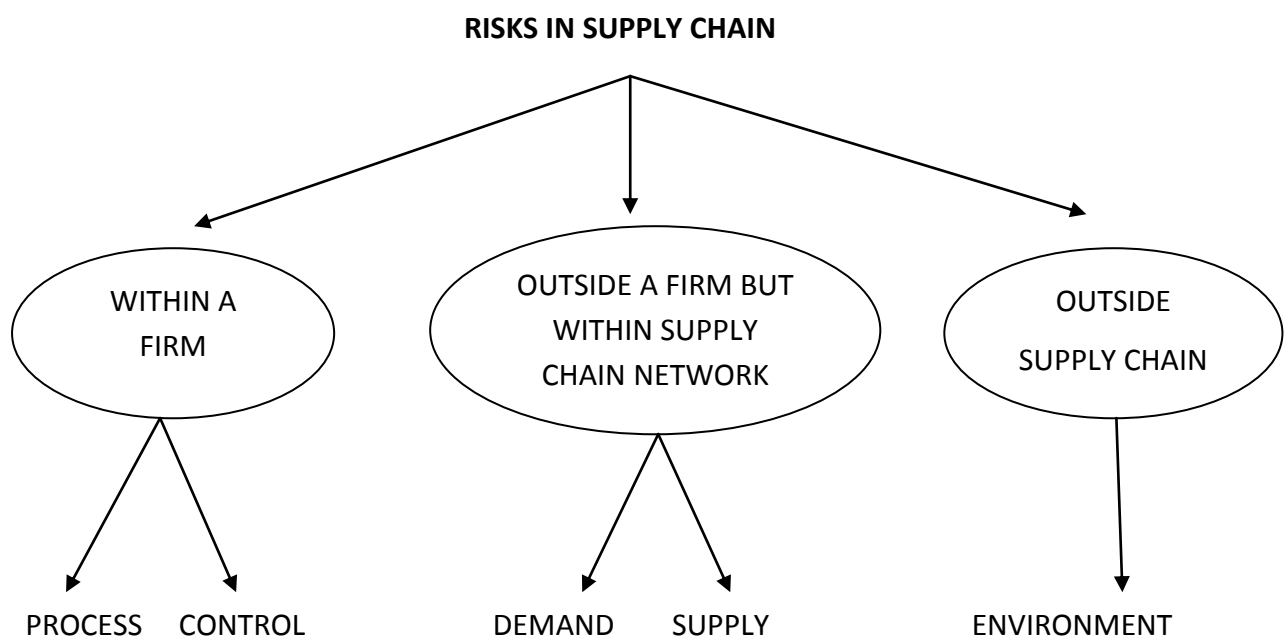 RISKS IN SUPPLY CHAIN
WITHIN A
FIRM
OUTSIDE A FIRM BUT
WITHIN SUPPLY
CHAIN NETWORK
OUTSIDE
SUPPLY CHAIN
PROCESS
CONTROL
DEMAND
SUPPLY
ENVIRONMENT